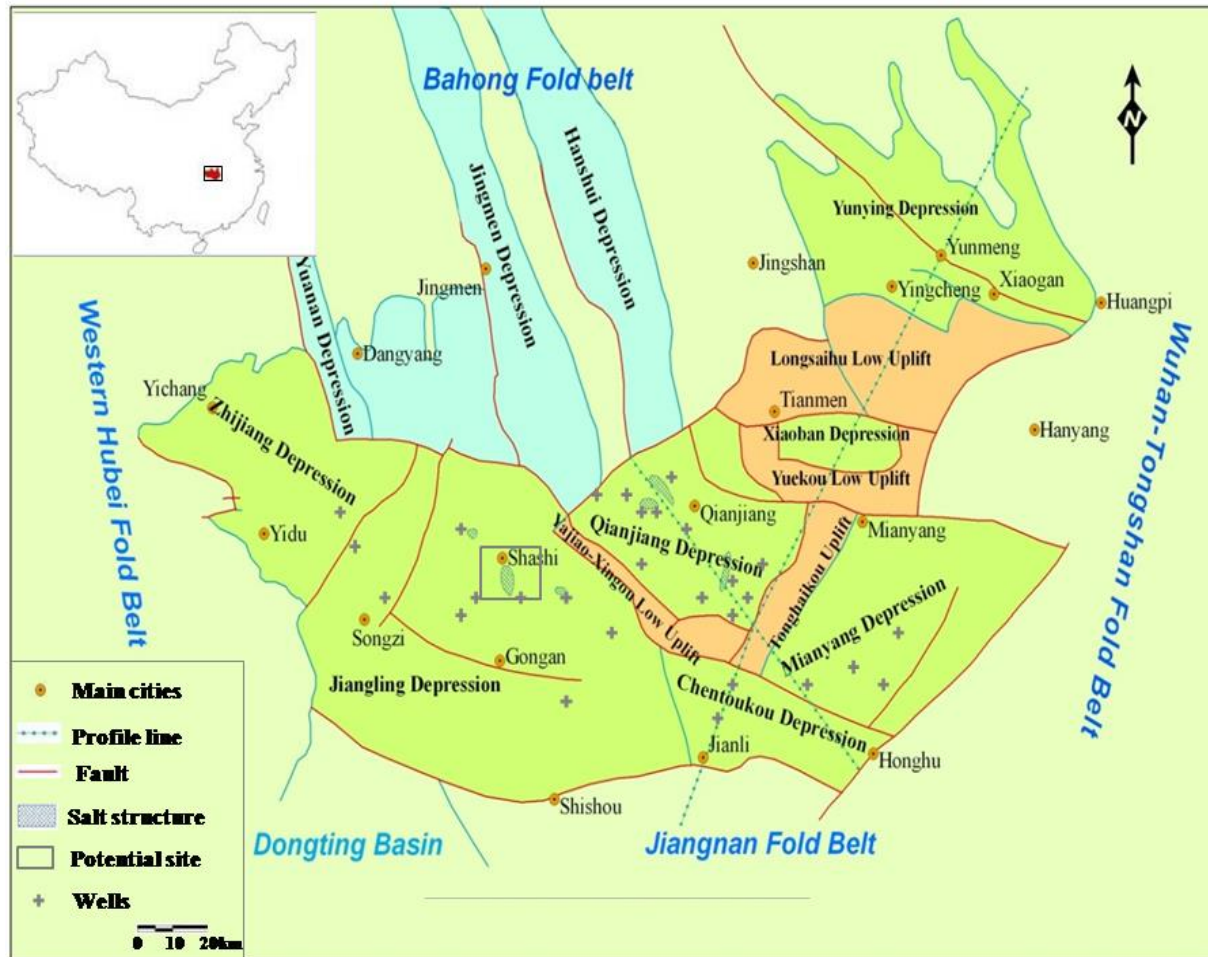 Bahong Fold belt
N
Hanshui Depression
Jingmen Depression
Yunying Depression
Yunmeng
Jingshan
Yuanan Depression
Jingmen
Yingcheng
Xiaogan
Huangpi
Western Hubei Fold Belt
Dangyang
Longsaihu Low Uplift
Wuhan-Tongshan Fold Belt
Yichang
Zhijiang Depression
Tianmen
Hanyang
Xiaoban Depression
Yuekou Low Uplift
Qianjiang
Yidu
Yajiao-Xingou Low Uplift
Qianjiang Depression
Mianyang
Shashi
Tonghaikou Uplift
Mianyang Depression
Songzi
Gongan
Jiangling Depression
Chentoukou Depression
Jianli
Honghu
Shishou
Dongting Basin
Jiangnan Fold Belt
Main cities
Profile line
Fault
Salt structure
Potential site
Wells
0 10 20km